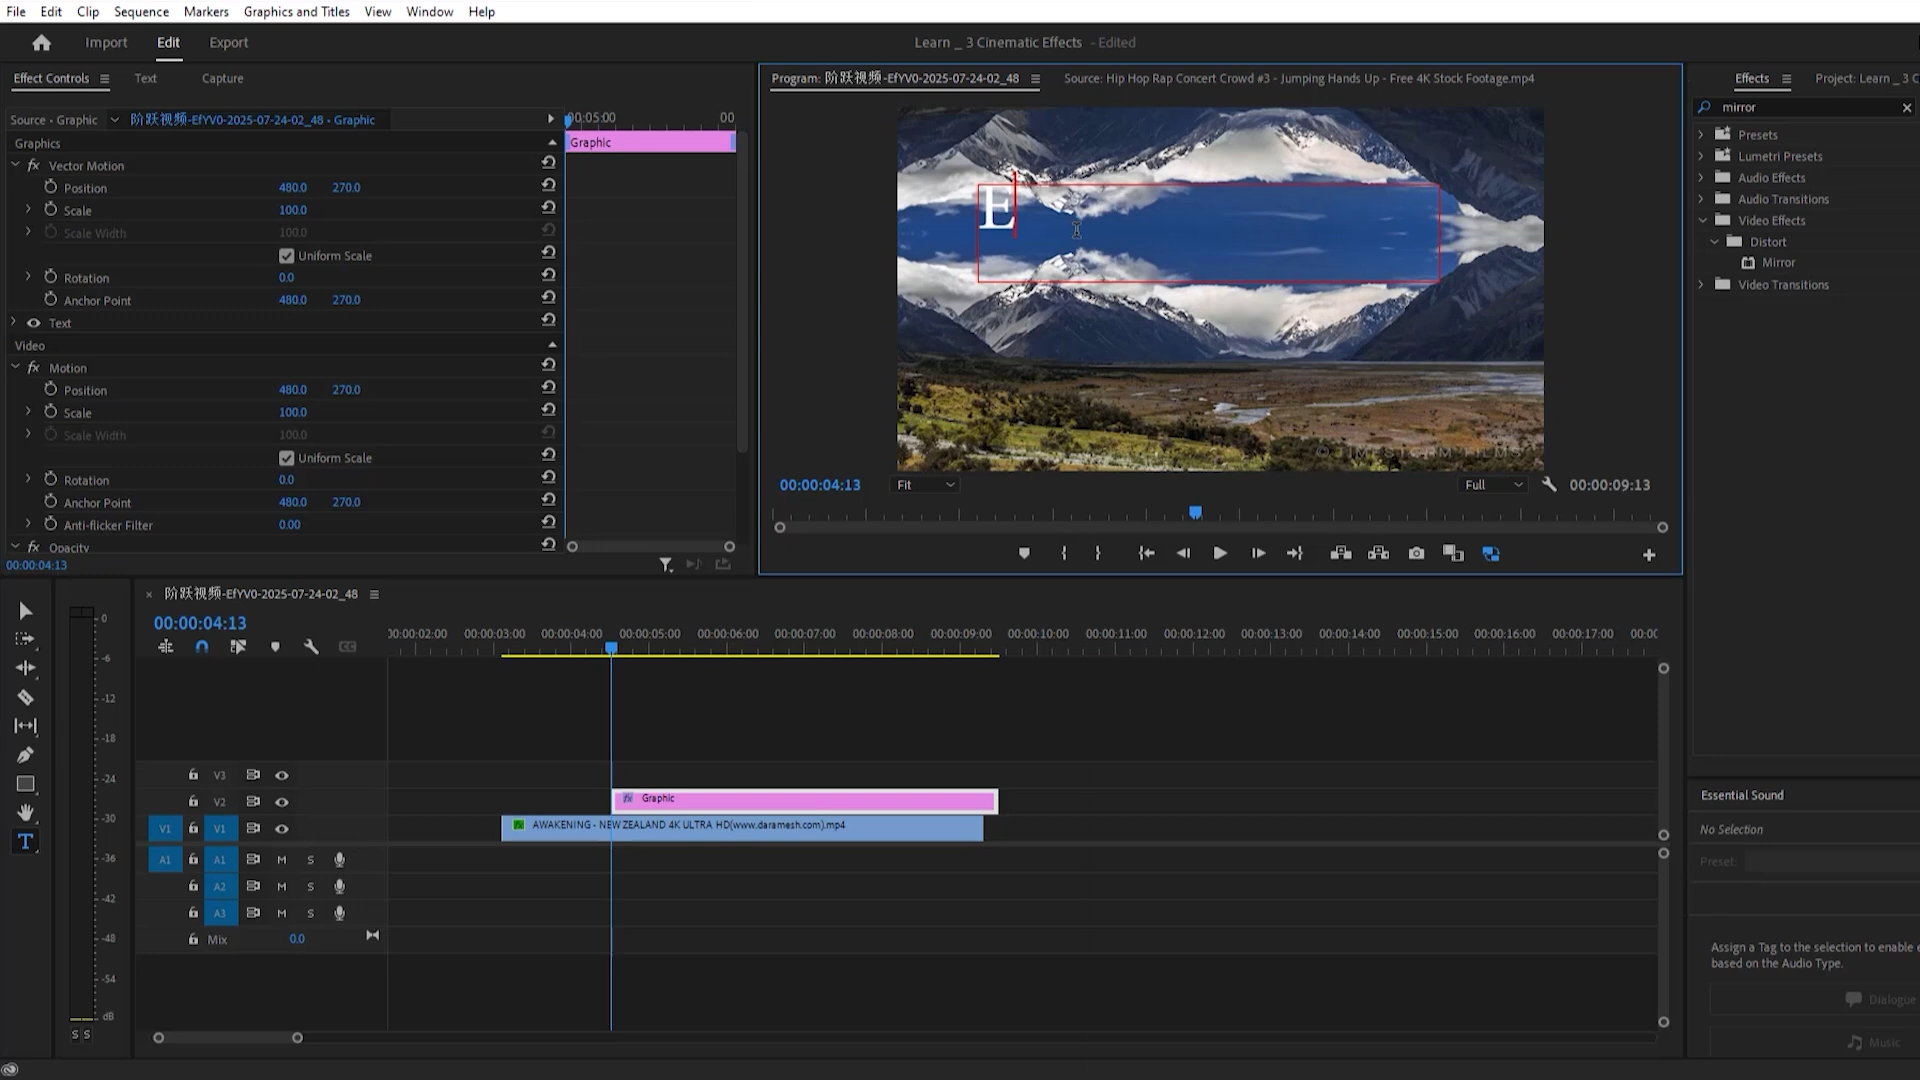 File Edit Clip Sequence Markers Graphics and Titles View Window Help
Import Edit Export
Learn _ 3 Cinematic Effects - Edited
Effect Controls Text Capture
Source • Graphic 阶跃视频-EfYV0-2025-07-24-02_48 • Graphic
00:05:00 00
Graphics
Graphic
fx Vector Motion
Position 480.0 270.0
Scale 100.0
Scale Width 100.0
Uniform Scale
Rotation 0.0
Anchor Point 480.0 270.0
Text
Video
fx Motion
Position 480.0 270.0
Scale 100.0
Scale Width 100.0
Uniform Scale
Rotation 0.0
Anchor Point 480.0 270.0
Anti-flicker Filter 0.00
fx Opacity
00:00:04:13
Program: 阶跃视频-EfYV0-2025-07-24-02_48 Source: Hip Hop Rap Concert Crowd #3 - Jumping Hands Up - Free 4K Stock Footage.mp4
E
© TIMESTORM FILMS
00:00:04:13 Fit Full 00:00:09:13
Effects Project: Learn _ 3 C
mirror
Presets
Lumetri Presets
Audio Effects
Audio Transitions
Video Effects
Distort
Mirror
Video Transitions
阶跃视频-EfYV0-2025-07-24-02_48
00:00:04:13
00:00:02:00 00:00:03:00 00:00:04:00 00:00:05:00 00:00:06:00 00:00:07:00 00:00:08:00 00:00:09:00 00:00:10:00 00:00:11:00 00:00:12:00 00:00:13:00 00:00:14:00 00:00:15:00 00:00:16:00 00:00:17:00 00:0
CC
T
0
-6
-12
-18
-24
-30
-36
-42
-48
-54
dB
S S
V3
V2
fx Graphic
V1 V1
fx AWAKENING - NEW ZEALAND 4K ULTRA HD(www.daramesh.com).mp4
A1 A1 M S
A2 M S
A3 M S
Mix 0.0
Essential Sound
No Selection
Preset:
Assign a Tag to the selection to enable e
based on the Audio Type.
Dialogue
Music